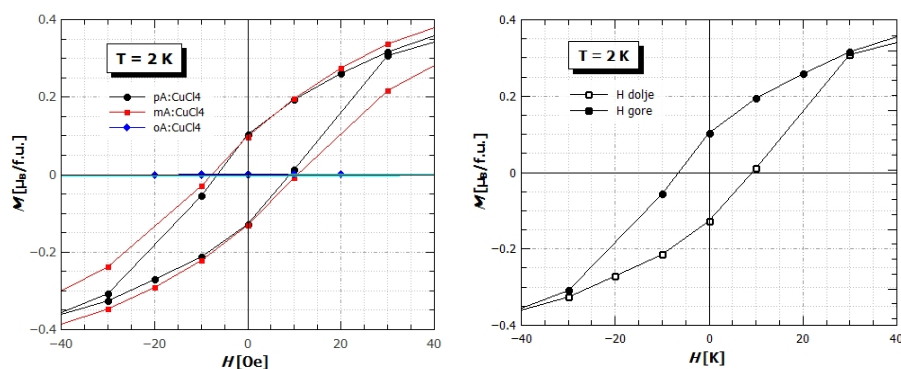 0.4
0.2
0
−0.2
−0.4
M[μB/f.u.]
T = 2 K
pA:CuCl4
mA:CuCl4
oA:CuCl4
−40
−20
0
20
40
H[Oe]
0.4
0.2
0
−0.2
−0.4
M[μB/f.u.]
T = 2 K
H dolje
H gore
−40
−20
0
20
40
H[K]